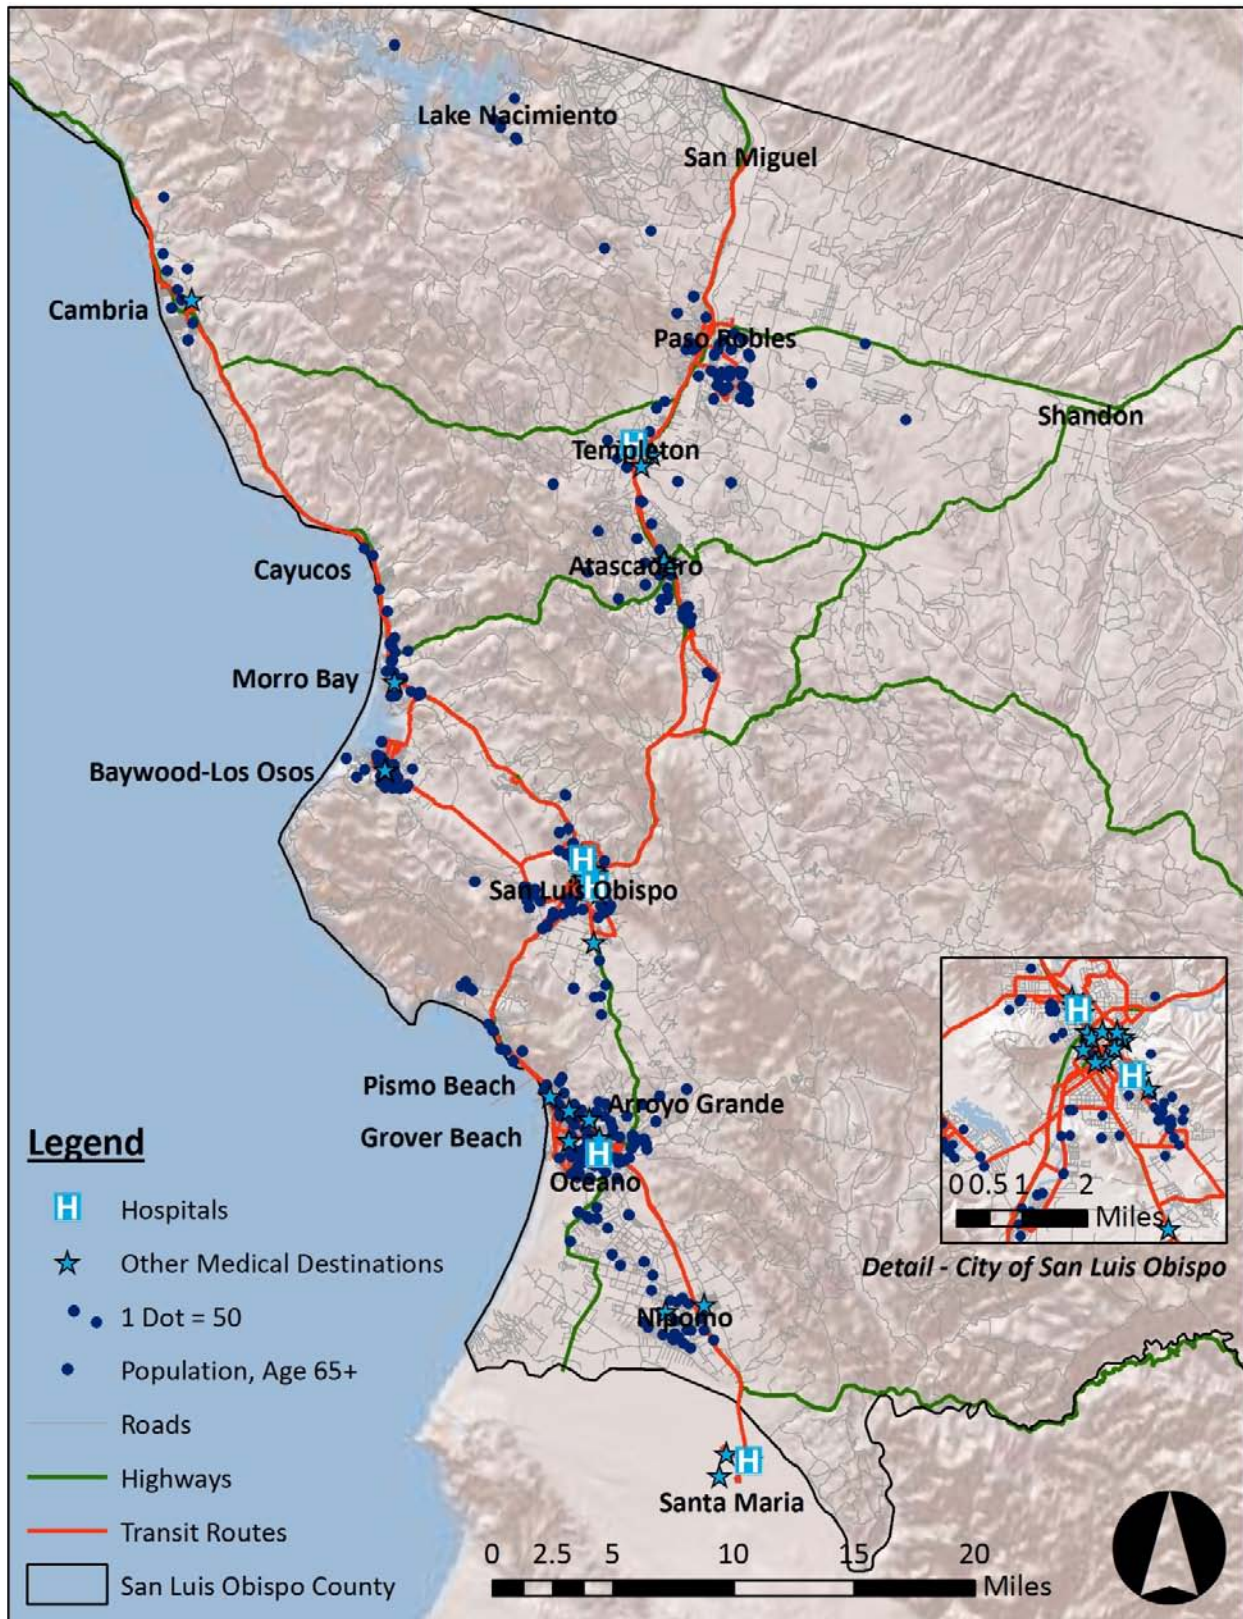 Lake Nacimiento
San Miguel
Cambria
Paso Robles
Shandon
H
Templeton
Atascadero
Cayucos
Morro Bay
Baywood-Los Osos
H
H
San Luis Obispo
Pismo Beach
Arroyo Grande
Grover Beach
H
Oceano
Nipomo
H
Santa Maria
H
H
0 0.5 1 2
Miles
Detail - City of San Luis Obispo
Legend
H Hospitals
Other Medical Destinations
1 Dot = 50
Population, Age 65+
Roads
Highways
Transit Routes
San Luis Obispo County
0 2.5 5 10 15 20
Miles